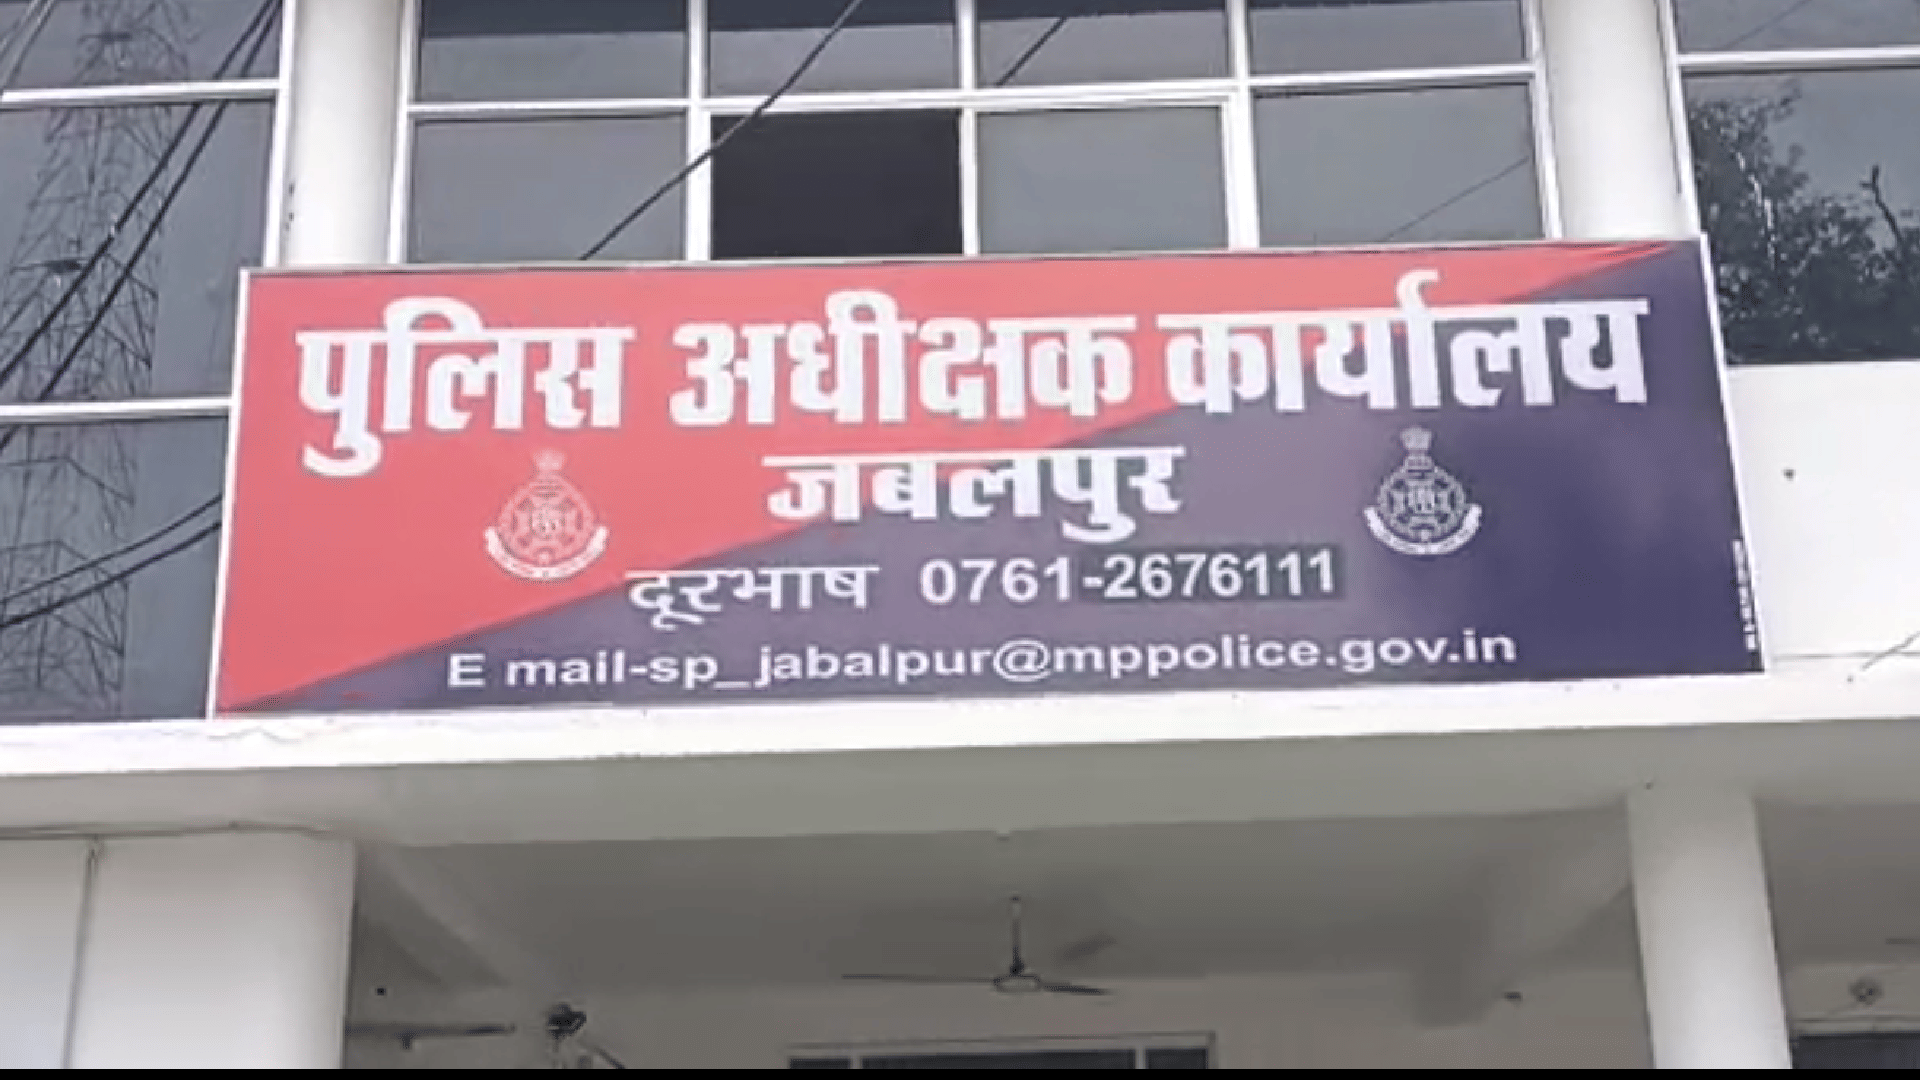 पुलिस अधीक्षक कार्यालय
जबलपुर
दूरभाष 0761-2676111
E mail-sp_jabalpur@mppolice.gov.in